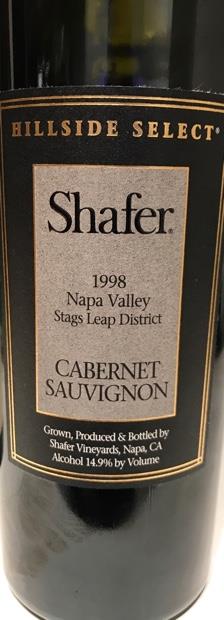 HILLSIDE SELECT®
Shafer®
1998
Napa Valley
Stags Leap District
CABERNET
SAUVIGNON
Grown, Produced & Bottled by
Shafer Vineyards, Napa, CA
Alcohol 14.9% by Volume